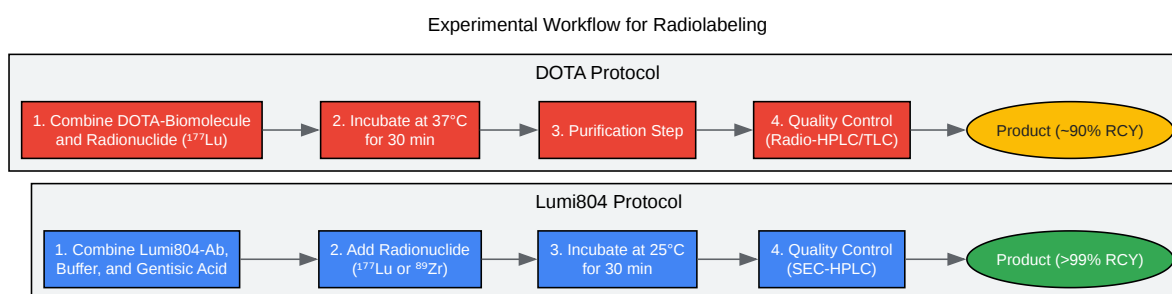 Experimental Workflow for Radiolabeling
DOTA Protocol
1. Combine DOTA-Biomolecule
and Radionuclide (¹⁷⁷Lu)
2. Incubate at 37°C
for 30 min
3. Purification Step
4. Quality Control
(Radio-HPLC/TLC)
Product (~90% RCY)
Lumi804 Protocol
1. Combine Lumi804-Ab,
Buffer, and Gentisic Acid
2. Add Radionuclide
(¹⁷⁷Lu or ⁸⁹Zr)
3. Incubate at 25°C
for 30 min
4. Quality Control
(SEC-HPLC)
Product (>99% RCY)